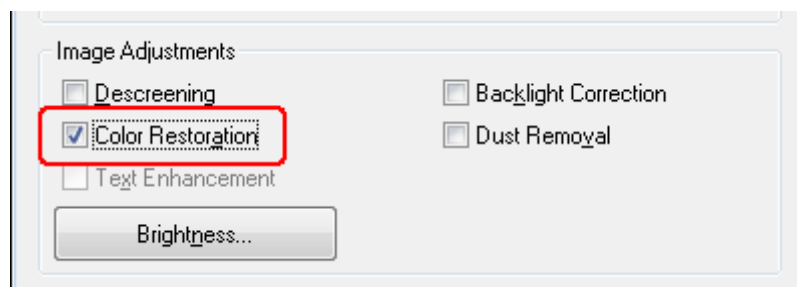 Image Adjustments
Descreening
Backlight Correction
Color Restoration
Dust Removal
Text Enhancement
Brightness...